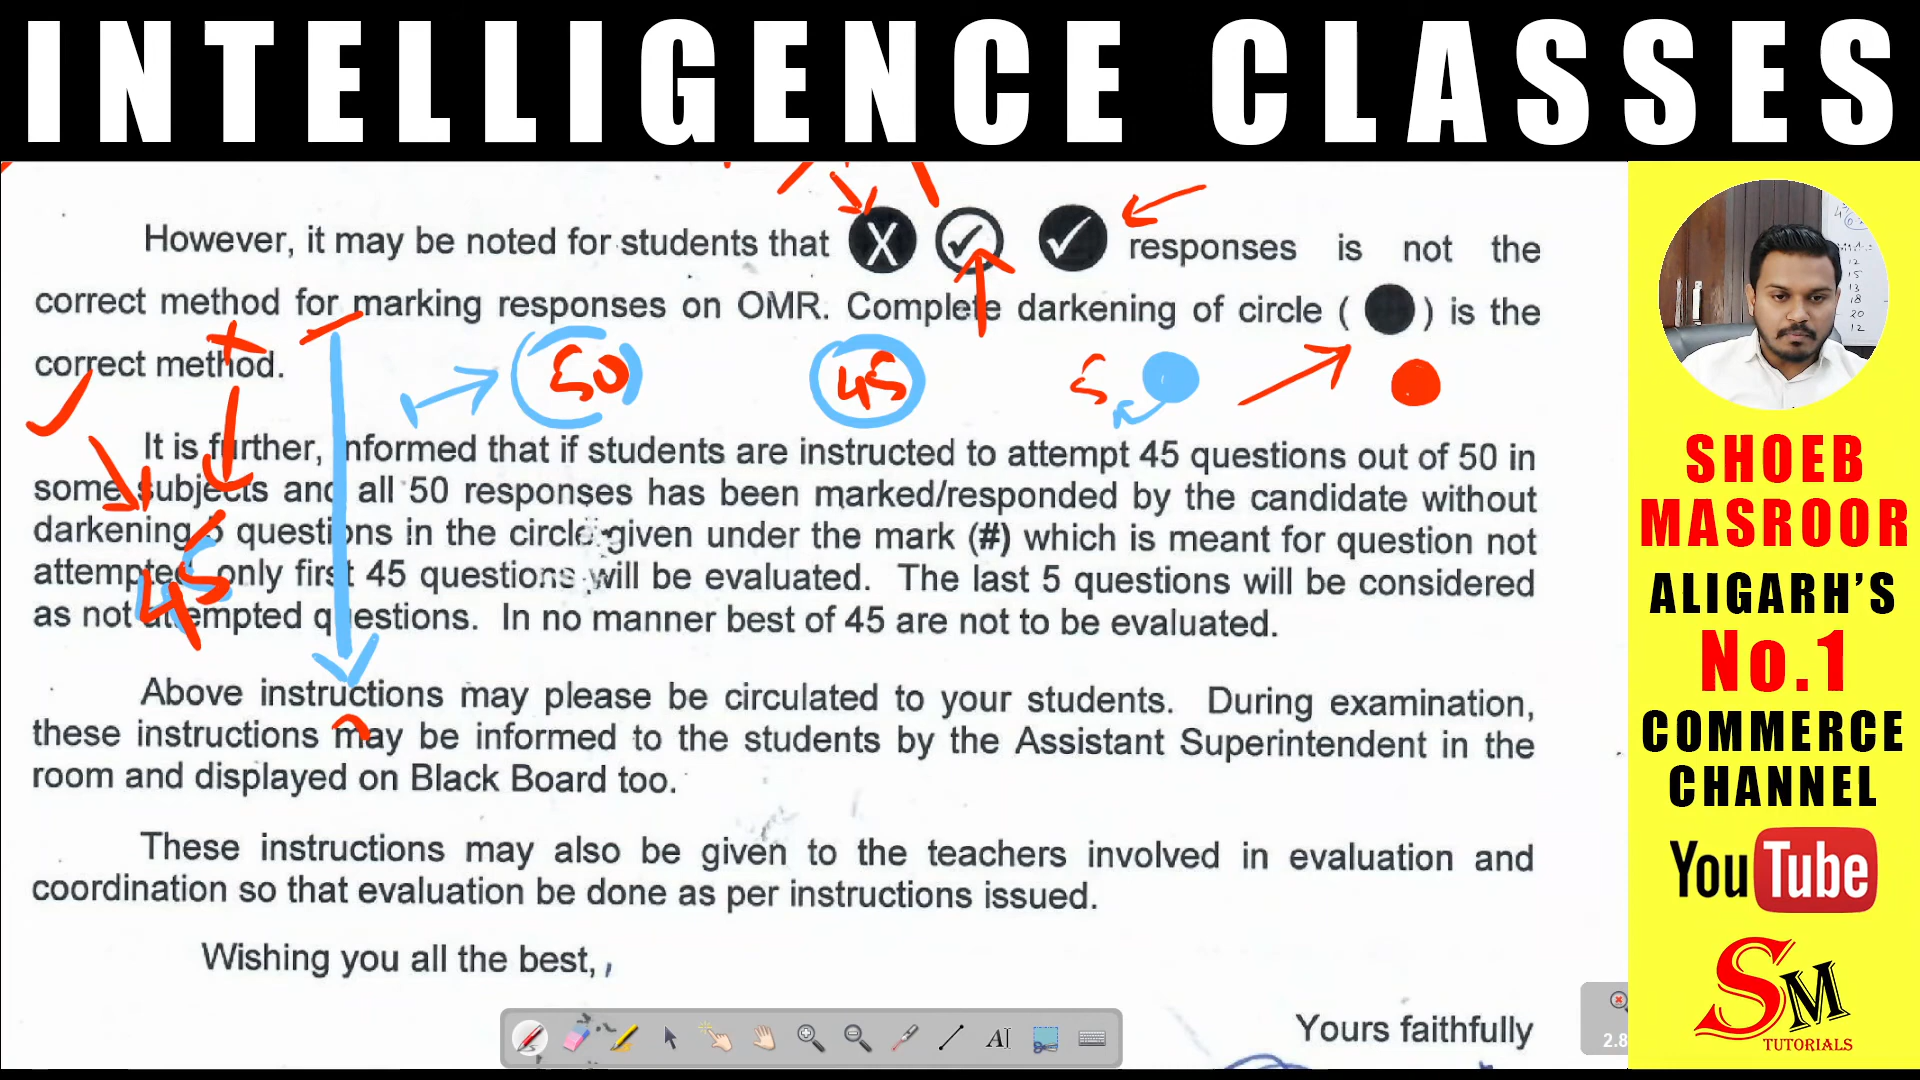 INTELLIGENCE CLASSES
However, it may be noted for students that X ✓ ✓ responses is not the
correct method for marking responses on OMR. Complete darkening of circle ( ● ) is the
correct method.
50 45 5
It is further, informed that if students are instructed to attempt 45 questions out of 50 in
some subjects and all 50 responses has been marked/responded by the candidate without
darkening 5 questions in the circle given under the mark (#) which is meant for question not
attempted only first 45 questions will be evaluated. The last 5 questions will be considered
as not attempted questions. In no manner best of 45 are not to be evaluated.
45
Above instructions may please be circulated to your students. During examination,
these instructions may be informed to the students by the Assistant Superintendent in the
room and displayed on Black Board too.
These instructions may also be given to the teachers involved in evaluation and
coordination so that evaluation be done as per instructions issued.
Wishing you all the best,
Yours faithfully
2.8
SHOEB
MASROOR
ALIGARH'S
No.1
COMMERCE
CHANNEL
YouTube
SM
TUTORIALS